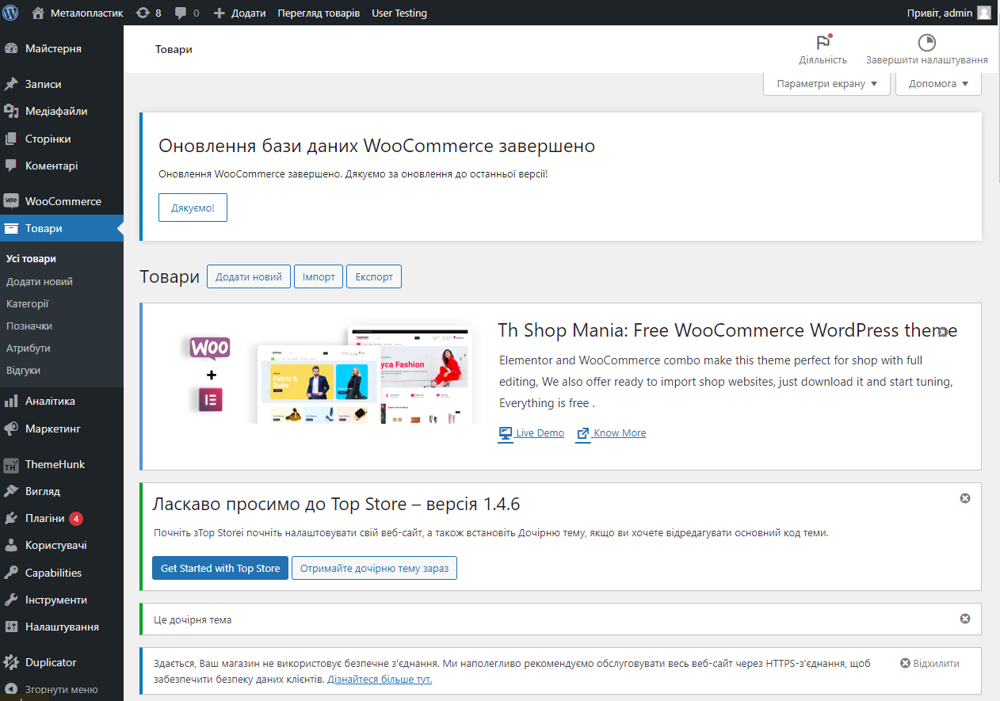 Металопластик
8
0
Додати
Перегляд товарів
User Testing
Привіт, admin
Майстерня
Записи
Медіафайли
Сторінки
Коментарі
WooCommerce
Товари
Усі товари
Додати новий
Категорії
Позначки
Атрибути
Відгуки
Аналітика
Маркетинг
ThemeHunk
Вигляд
Плагіни 4
Користувачі
Capabilities
Інструменти
Налаштування
Duplicator
Згорнути меню
Товари
Діяльність
Завершити налаштування
Параметри екрану
Допомога
Оновлення бази даних WooCommerce завершено
Оновлення WooCommerce завершено. Дякуємо за оновлення до останньої версії!
Дякуємо!
Товари
Додати новий
Імпорт
Експорт
WOO
+
Fabric &
Suits
yca Fashion
Th Shop Mania: Free WooCommerce WordPress theme
Elementor and WooCommerce combo make this theme perfect for shop with full
editing, We also offer ready to import shop websites, just download it and start tuning,
Everything is free .
Live Demo
Know More
Ласкаво просимо до Top Store – версія 1.4.6
Почніть зTop Storeі почніть налаштовувати свій веб-сайт, а також встановіть Дочірню тему, якщо ви хочете відредагувати основний код теми.
Get Started with Top Store
Отримайте дочірню тему зараз
Це дочірня тема
Здається, Ваш магазин не використовує безпечне з'єднання. Ми наполегливо рекомендуємо обслуговувати весь веб-сайт через HTTPS-з'єднання, щоб
забезпечити безпеку даних клієнтів. Дізнайтеся більше тут.
Відхилити